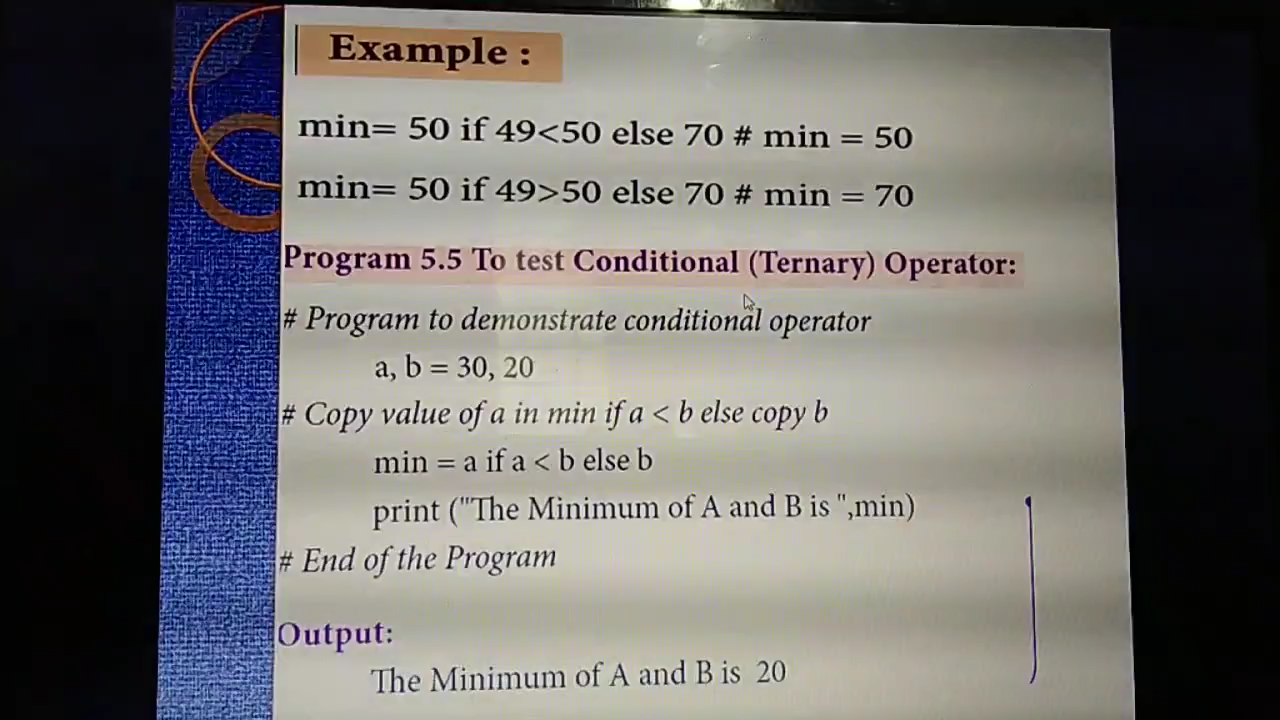 Example :
min= 50 if 49<50 else 70 # min = 50
min= 50 if 49>50 else 70 # min = 70
Program 5.5 To test Conditional (Ternary) Operator:
# Program to demonstrate conditional operator
a, b = 30, 20
# Copy value of a in min if a < b else copy b
min = a if a < b else b
print ("The Minimum of A and B is ",min)
# End of the Program
Output:
The Minimum of A and B is  20